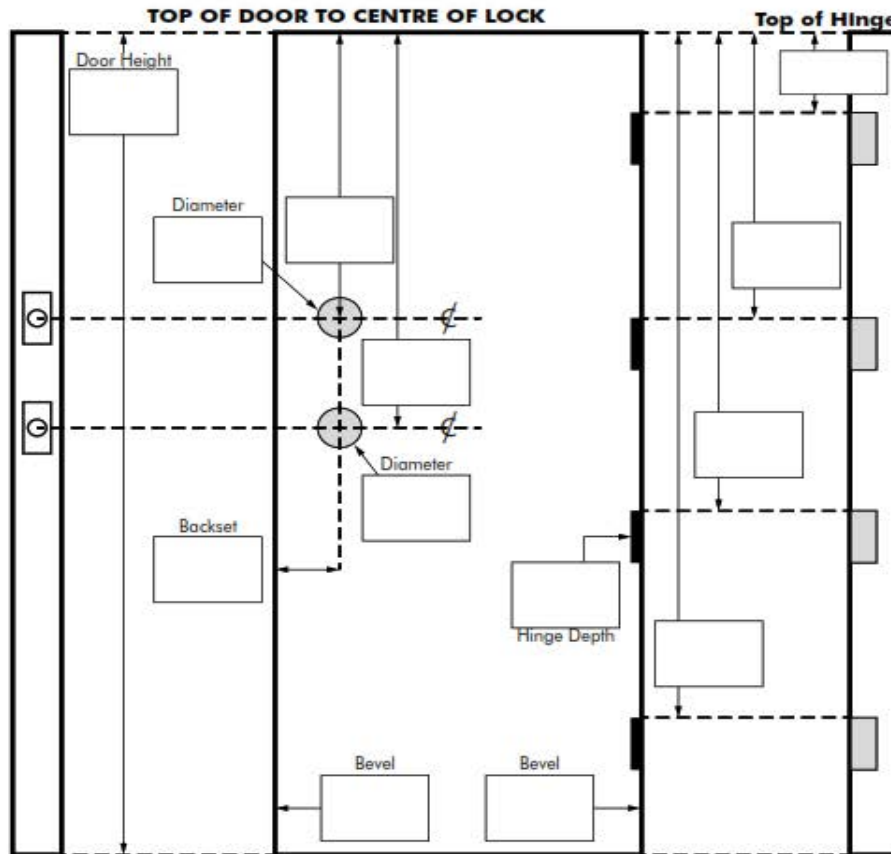 TOP OF DOOR TO CENTRE OF LOCK
Top of Hinge
Door Height
Diameter
℄
℄
Diameter
Backset
Hinge Depth
Bevel
Bevel